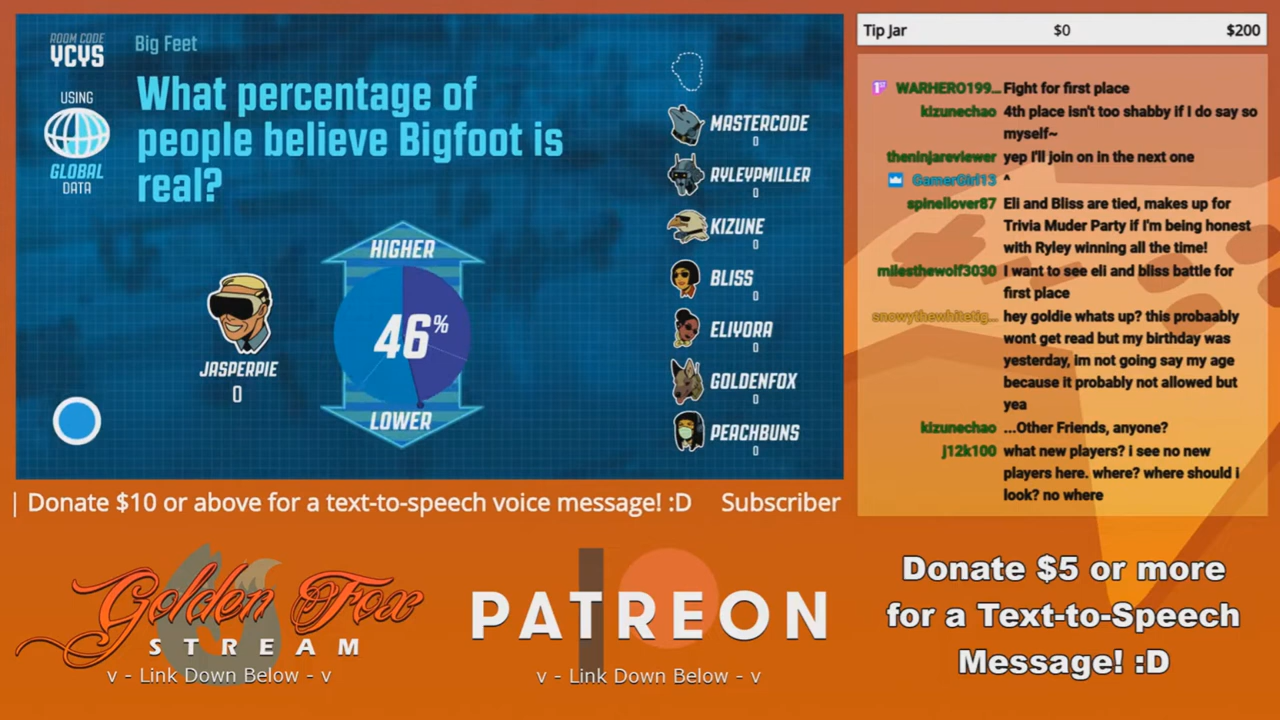 ROOM CODE
YCYS
USING
GLOBAL
DATA
Big Feet
What percentage of
people believe Bigfoot is
real?
HIGHER
46%
LOWER
JASPERPIE
0
MASTERCODE
0
RYLEYPMILLER
0
KIZUNE
0
BLISS
0
ELIYORA
0
GOLDENFOX
0
PEACHBUNS
0
| Donate $10 or above for a text-to-speech voice message! :D Subscriber
Tip Jar $0 $200
WARHERO199... Fight for first place
kizunechao 4th place isn't too shabby if I do say so
myself~
theninjareviewer yep I'll join on in the next one
GamerGirl13 ^
spinellover87 Eli and Bliss are tied, makes up for
Trivia Muder Party if I'm being honest
with Ryley winning all the time!
milesthewolf3030 I want to see eli and bliss battle for
first place
snowythewhitetig... hey goldie whats up? this probaably
wont get read but my birthday was
yesterday, im not going say my age
because it probably not allowed but
yea
kizunechao ...Other Friends, anyone?
j12k100 what new players? i see no new
players here. where? where should i
look? no where
Golden Fox
STREAM
v - Link Down Below - v
PATREON
v - Link Down Below - v
Donate $5 or more
for a Text-to-Speech
Message! :D